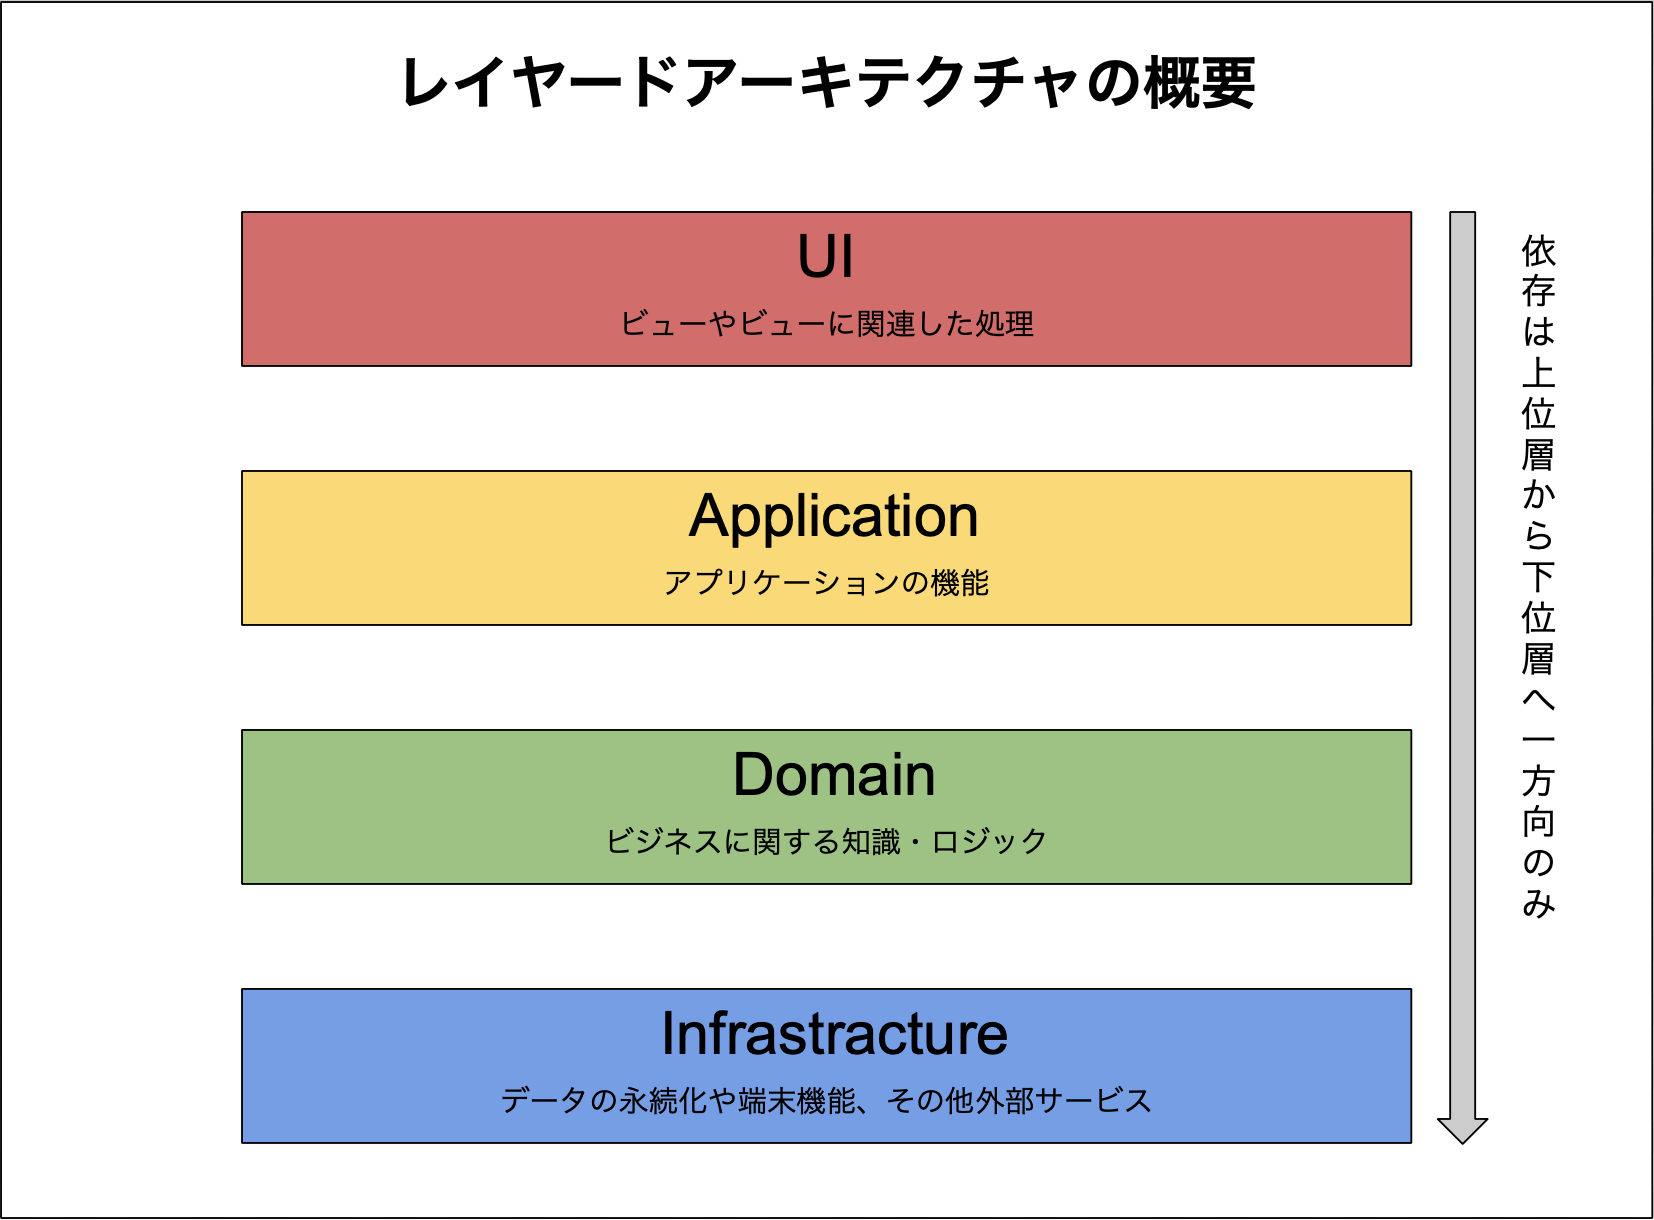 レイヤードアーキテクチャの概要
UI
ビューやビューに関連した処理
Application
アプリケーションの機能
Domain
ビジネスに関する知識・ロジック
Infrastracture
データの永続化や端末機能、その他外部サービス
依存は上位層から下位層へ一方向のみ